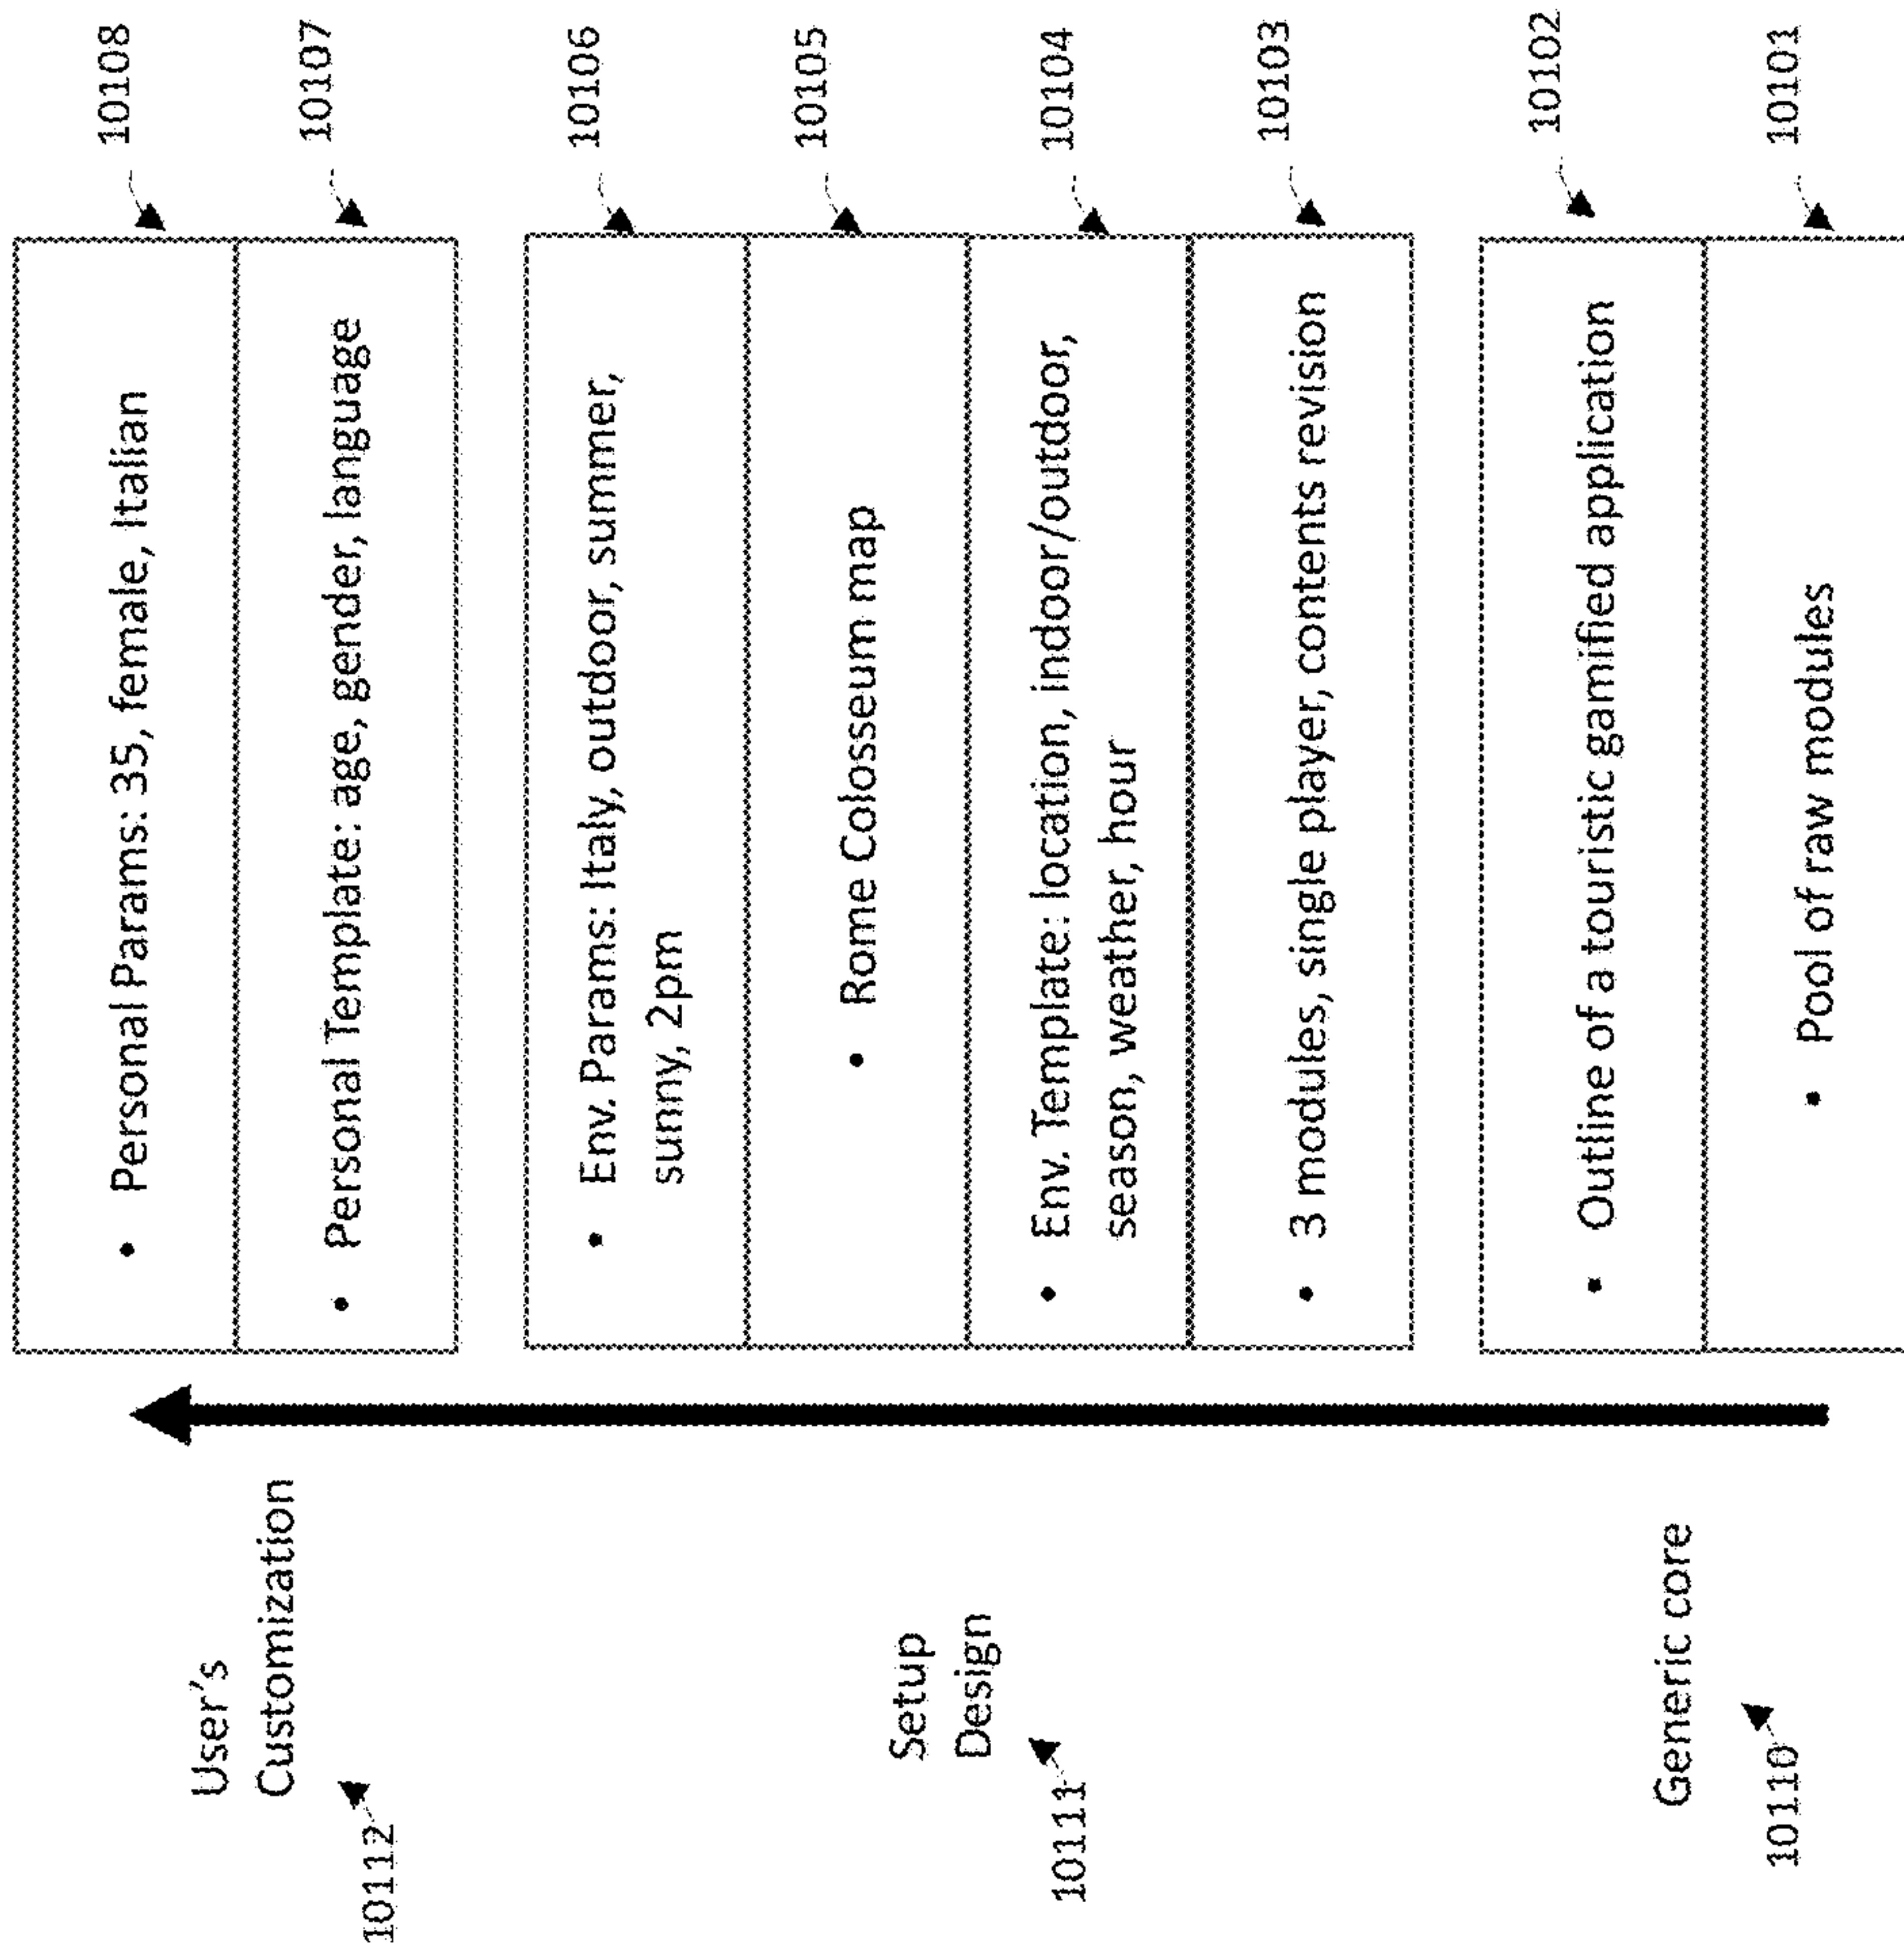 User's
Customization
10112
• Personal Params: 35, female, Italian
10108
• Personal Template: age, gender, language
10107
Setup
Design
10111
• Env. Params: Italy, outdoor, summer,
sunny, 2pm
10106
• Rome Colosseum map
10105
• Env. Template: location, indoor/outdoor,
season, weather, hour
10104
• 3 modules, single player, contents revision
10103
Generic core
10110
• Outline of a touristic gamified application
10102
• Pool of raw modules
10101